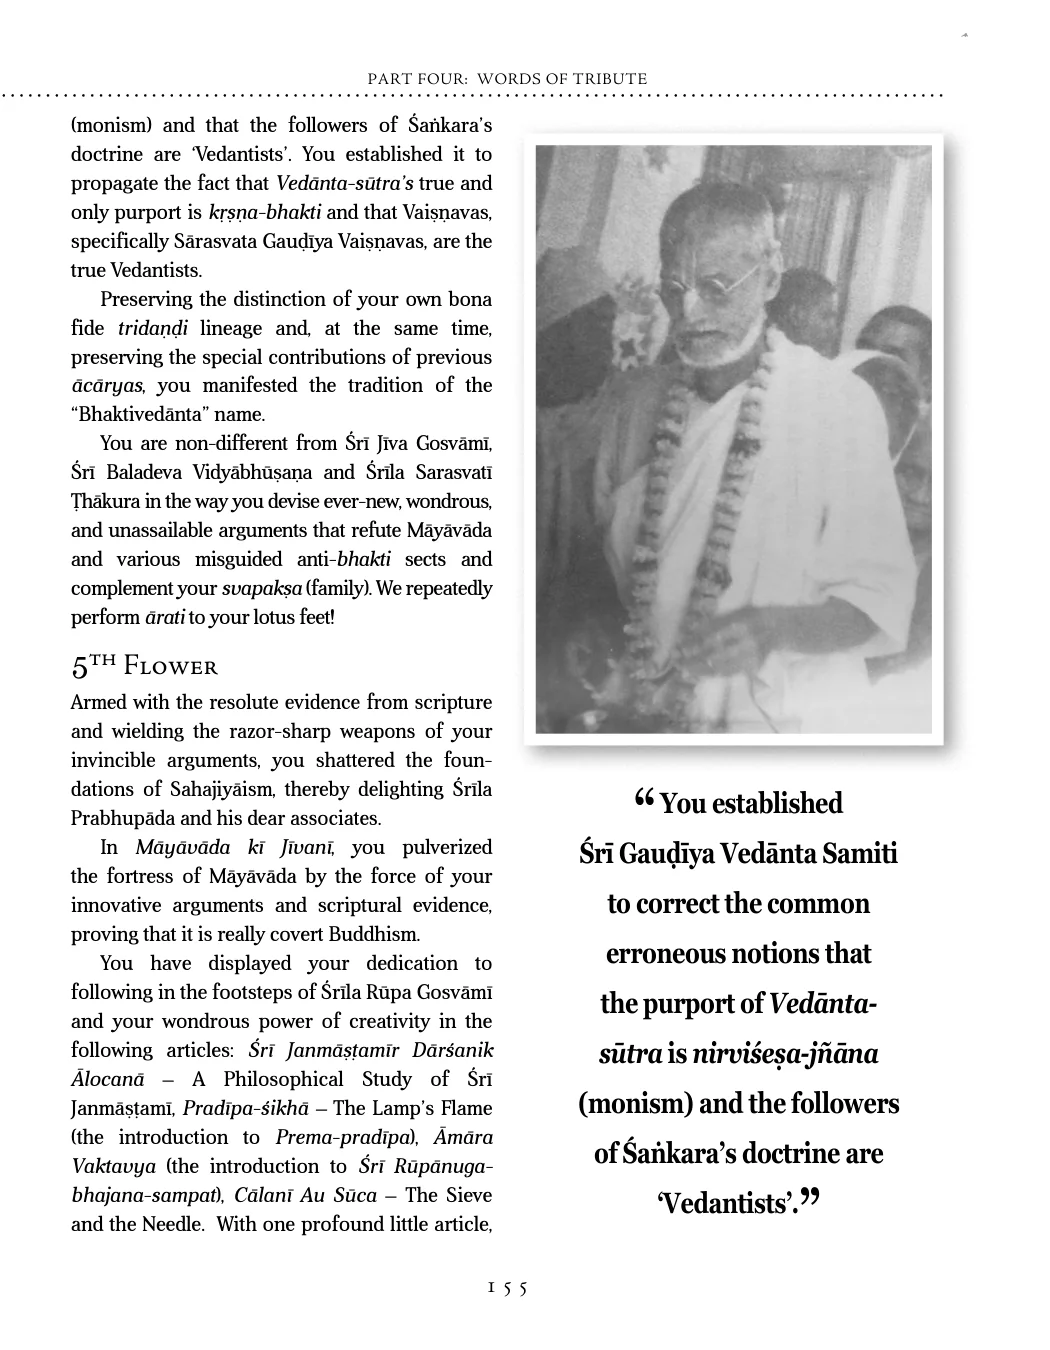 PART FOUR: WORDS OF TRIBUTE
(monism) and that the followers of Śaṅkara’s
doctrine are ‘Vedantists’. You established it to
propagate the fact that Vedānta-sūtra’s true and
only purport is kṛṣṇa-bhakti and that Vaiṣṇavas,
specifically Sārasvata Gauḍīya Vaiṣṇavas, are the
true Vedantists.
Preserving the distinction of your own bona
fide tridaṇḍi lineage and, at the same time,
preserving the special contributions of previous
ācāryas, you manifested the tradition of the
“Bhaktivedānta” name.
You are non-different from Śrī Jīva Gosvāmī,
Śrī Baladeva Vidyābhūṣaṇa and Śrīla Sarasvatī
Ṭhākura in the way you devise ever-new, wondrous,
and unassailable arguments that refute Māyāvāda
and various misguided anti-bhakti sects and
complement your svapakṣa (family). We repeatedly
perform ārati to your lotus feet!
5TH FLOWER
Armed with the resolute evidence from scripture
and wielding the razor-sharp weapons of your
invincible arguments, you shattered the foun-
dations of Sahajiyāism, thereby delighting Śrīla
Prabhupāda and his dear associates.
In Māyāvāda kī Jīvanī, you pulverized
the fortress of Māyāvāda by the force of your
innovative arguments and scriptural evidence,
proving that it is really covert Buddhism.
You have displayed your dedication to
following in the footsteps of Śrīla Rūpa Gosvāmī
and your wondrous power of creativity in the
following articles: Śrī Janmāṣṭamīr Dārśanik
Ālocanā – A Philosophical Study of Śrī
Janmāṣṭamī, Pradīpa-śikhā – The Lamp’s Flame
(the introduction to Prema-pradīpa), Āmāra
Vaktavya (the introduction to Śrī Rūpānuga-
bhajana-sampat), Cālanī Au Sūca – The Sieve
and the Needle. With one profound little article,
“You established
Śrī Gauḍīya Vedānta Samiti
to correct the common
erroneous notions that
the purport of Vedānta-
sūtra is nirviśeṣa-jñāna
(monism) and the followers
of Śaṅkara’s doctrine are
‘Vedantists’.”
155